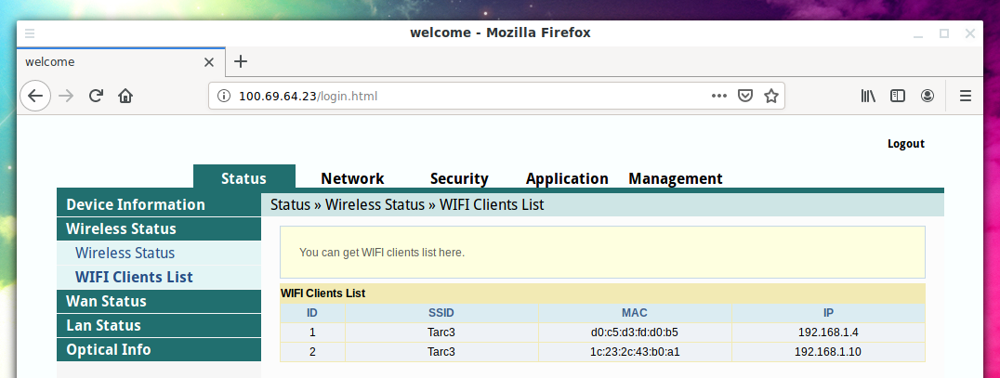 welcome - Mozilla Firefox
welcome
100.69.64.23/login.html
Logout
Status Network Security Application Management
Device Information
Status » Wireless Status » WIFI Clients List
Wireless Status
Wireless Status
You can get WIFI clients list here.
WIFI Clients List
Wan Status
WIFI Clients List
Lan Status
ID SSID MAC IP
1 Tarc3 d0:c5:d3:fd:d0:b5 192.168.1.4
Optical Info
2 Tarc3 1c:23:2c:43:b0:a1 192.168.1.10